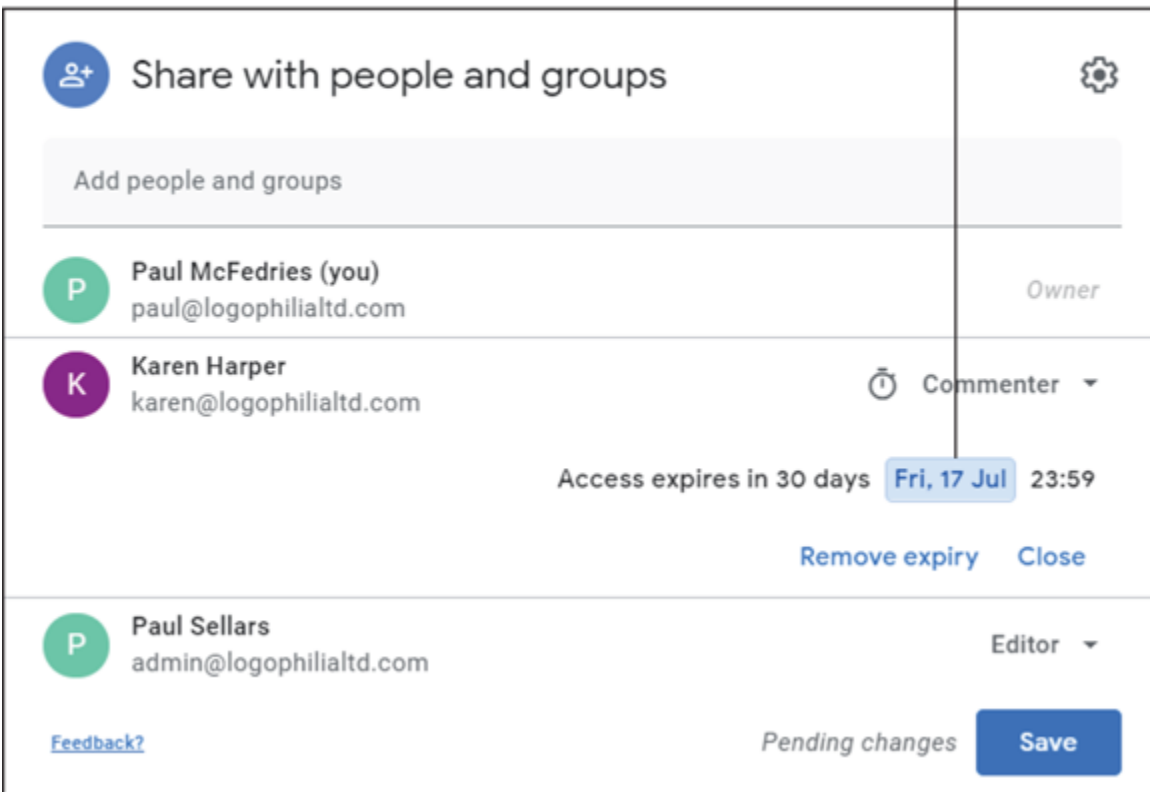 Share with people and groups
Add people and groups
P
Paul McFedries (you)
paul@logophilialtd.com
Owner
K
Karen Harper
karen@logophilialtd.com
Commenter
Access expires in 30 days Fri, 17 Jul 23:59
Remove expiry Close
P
Paul Sellars
admin@logophilialtd.com
Editor
Feedback? Pending changes Save